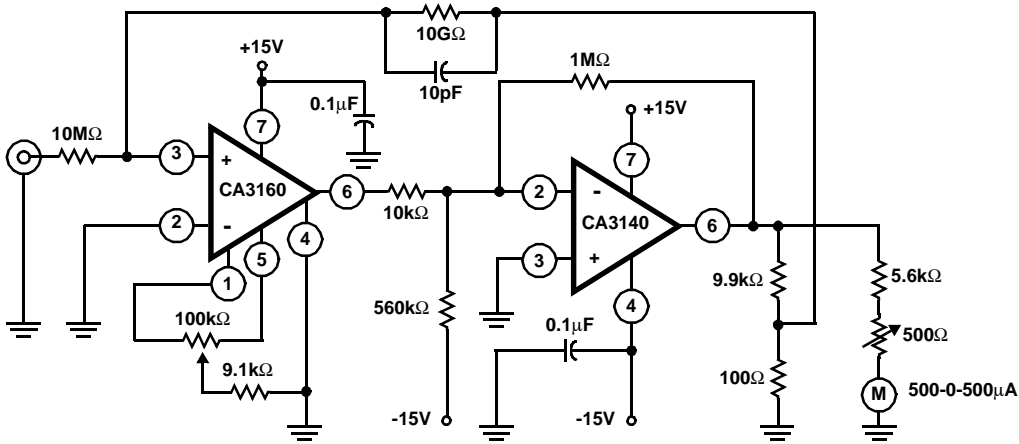 10GΩ
10pF
+15V
0.1μF
1MΩ
+15V
10MΩ
7
7
3
+
CA3160
6
10kΩ
2
-
CA3140
6
2
-
4
3
+
9.9kΩ
5.6kΩ
5
1
560kΩ
4
100kΩ
0.1μF
500Ω
9.1kΩ
100Ω
M
500-0-500μA
-15V
-15V